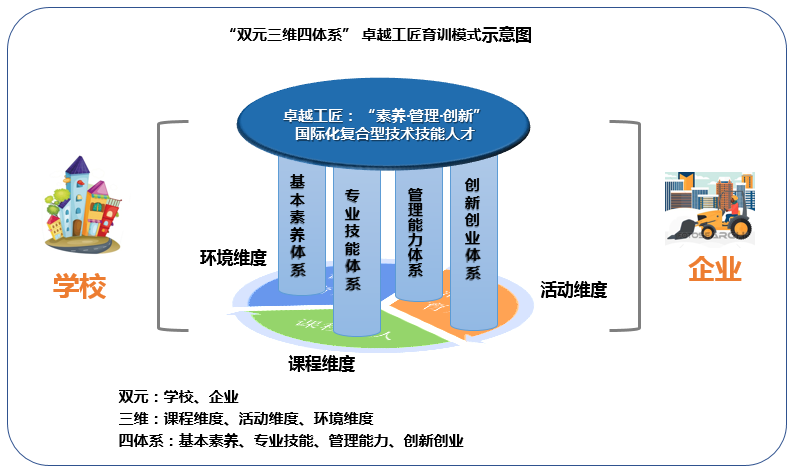 “双元三维四体系” 卓越工匠育训模式示意图
卓越工匠：“素养·管理·创新”
国际化复合型技术技能人才
基本素养体系
专业技能体系
管理能力体系
创新创业体系
环境维度
活动维度
课程维度
学校
企业
双元：学校、企业
三维：课程维度、活动维度、环境维度
四体系：基本素养、专业技能、管理能力、创新创业